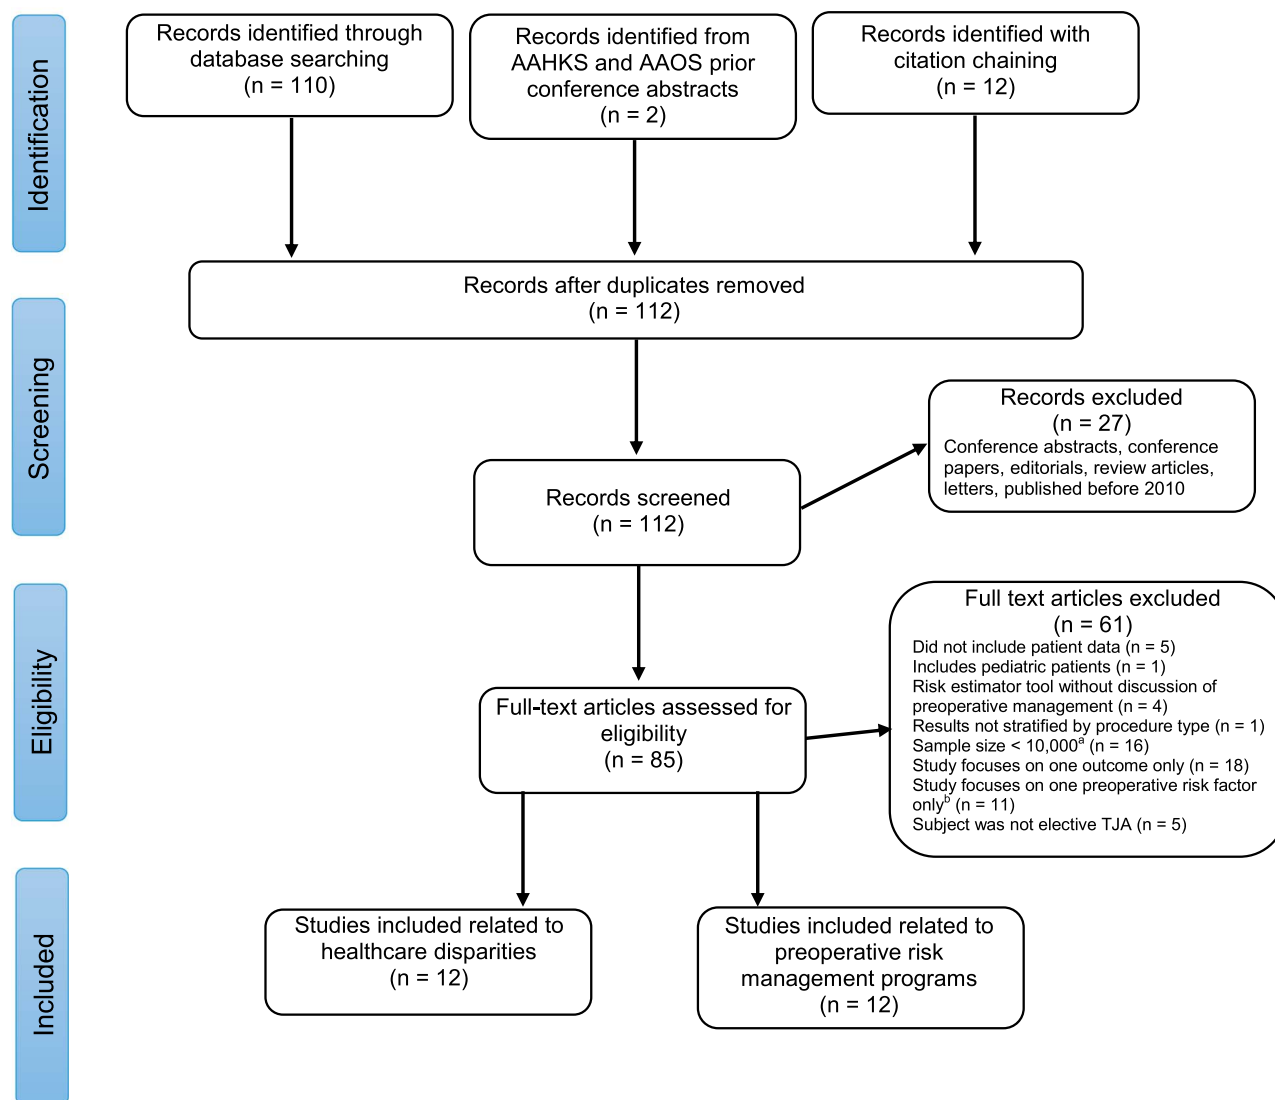 Identification
Records identified through
database searching
(n = 110)
Records identified from
AAHKS and AAOS prior
conference abstracts
(n = 2)
Records identified with
citation chaining
(n = 12)
Records after duplicates removed
(n = 112)
Screening
Records screened
(n = 112)
Records excluded
(n = 27)
Conference abstracts, conference
papers, editorials, review articles,
letters, published before 2010
Eligibility
Full-text articles assessed for
eligibility
(n = 85)
Full text articles excluded
(n = 61)
Did not include patient data (n = 5)
Includes pediatric patients (n = 1)
Risk estimator tool without discussion of
preoperative management (n = 4)
Results not stratified by procedure type (n = 1)
Sample size < 10,000ᵃ (n = 16)
Study focuses on one outcome only (n = 18)
Study focuses on one preoperative risk factor
onlyᵇ (n = 11)
Subject was not elective TJA (n = 5)
Included
Studies included related to
healthcare disparities
(n = 12)
Studies included related to
preoperative risk
management programs
(n = 12)